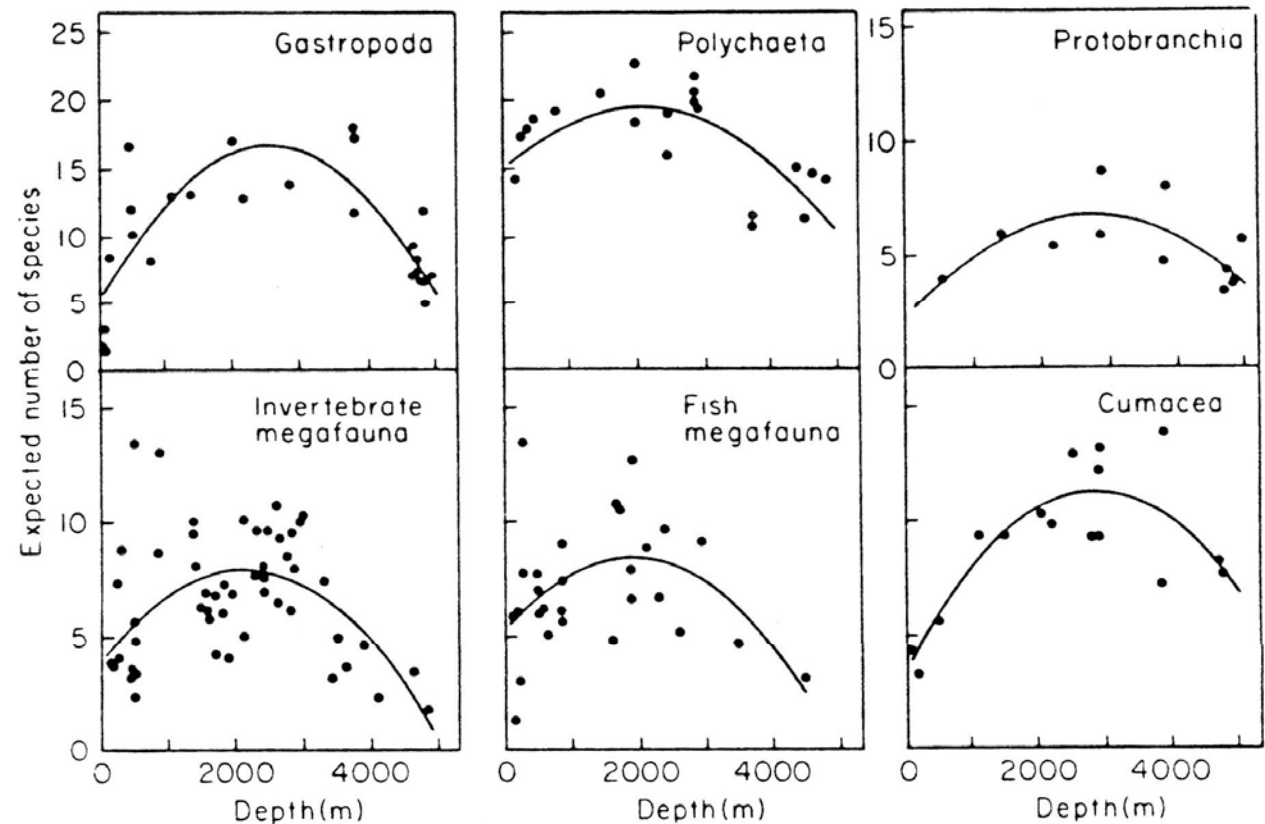 Gastropoda
Polychaeta
Protobranchia
25
20
15
10
5
0
15
10
5
0
Invertebrate
megafauna
Fish
megafauna
Cumacea
15
10
5
0
Expected number of species
0 2000 4000
0 2000 4000
0 2000 4000
Depth(m)
Depth(m)
Depth(m)